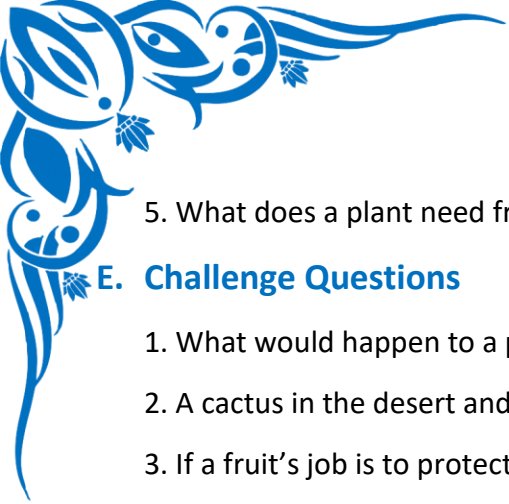 5. What does a plant need
E. Challenge Questions
1. What would happen to a
2. A cactus in the desert and
3. If a fruit's job is to protect